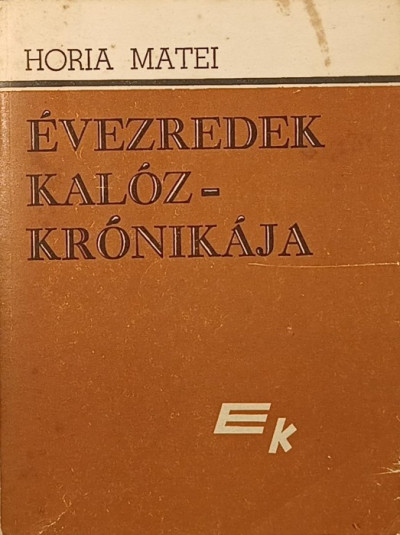 HORIA MATEI
ÉVEZREDEK
KALÓZ-
KRÓNIKÁJA
Ek